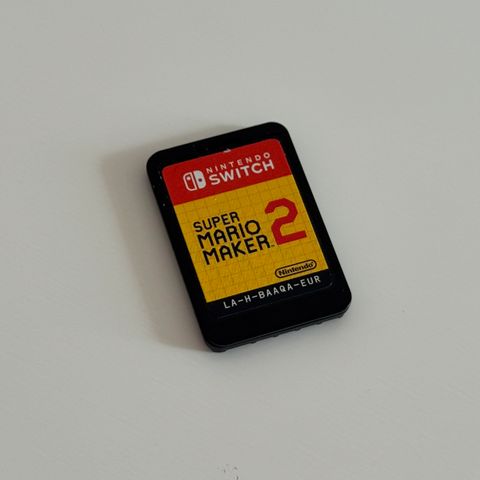 NINTENDO
SWITCH
SUPER
MARIO
MAKER 2
Nintendo
LA-H-BAAQA-EUR